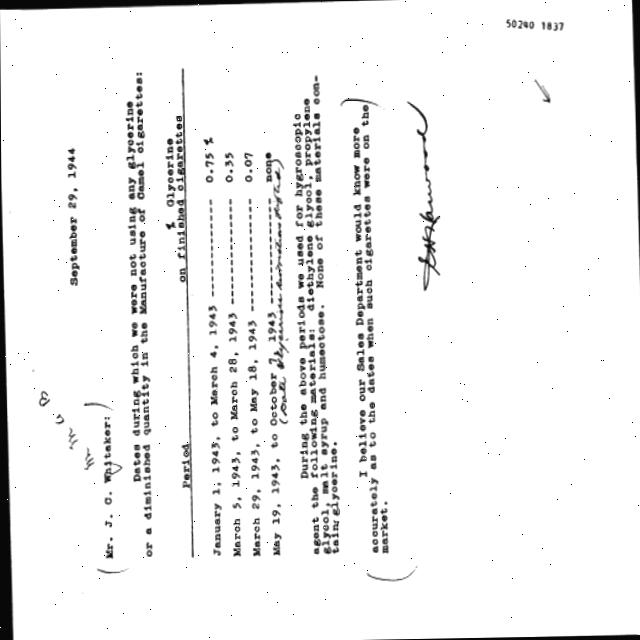 50240 1837
September 29, 1944
(Mr. J. C. Whitaker:)
Dates during which we were not using any glycerine
or a diminished quantity in the Manufacture of Camel cigarettes:
% Glycerine
Period on finished cigarettes
January 1, 1943, to March 4, 1943 ------------- 0.75 %
March 5, 1943, to March 28, 1943 ------------- 0.35
March 29, 1943, to May 18, 1943 ------------- 0.07
May 19, 1943, to October 7, 1943 ------------- none
(Date glycerine
During the above periods we used for hygroscopic
agent the following materials: diethylene glycol, propylene
glycol, malt syrup and humectose. None of these materials con-
tain glycerine.
I believe our Sales Department would know more
accurately as to the dates when such cigarettes were on the
market.